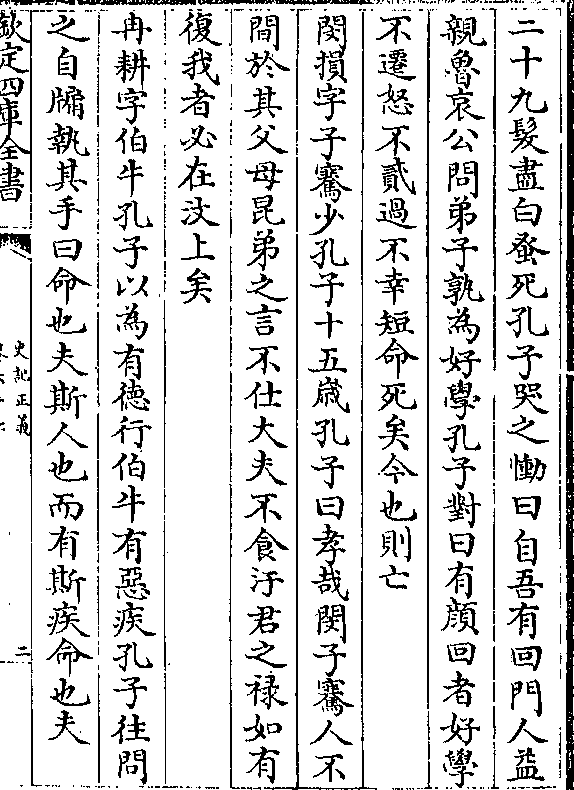 二十九髮盡白蚤死孔子哭之慟曰自吾有回門人益
親魯哀公問弟子孰為好學孔子對曰有顔回者好學
不遷怒不貳過不幸短命死矣今也則亡
閔損字子騫少孔子十五嵗孔子曰孝哉閔子騫人不
間於其父母昆弟之言不仕大夫不食汙君之禄如有
復我者必在汶上矣
冉耕字伯牛孔子以為有德行伯牛有惡疾孔子往問
之自牖執其手曰命也夫斯人也而有斯疾命也夫
欽定四庫全書
史記正義
二